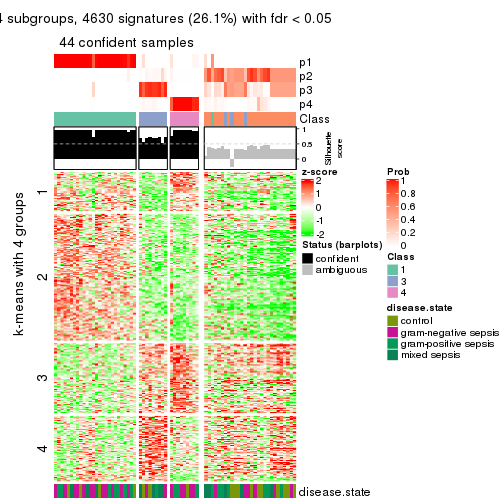 4 subgroups, 4630 signatures (26.1%) with fdr < 0.05
44 confident samples
p1
p2
p3
p4
Class
1
0.5
0
Silhouette
score
k-means with 4 groups
1
2
3
4
disease.state
z-score
2
1
0
-1
-2
Status (barplots)
confident
ambiguous
Prob
1
0.8
0.6
0.4
0.2
0
Class
1
3
4
disease.state
control
gram-negative sepsis
gram-positive sepsis
mixed sepsis